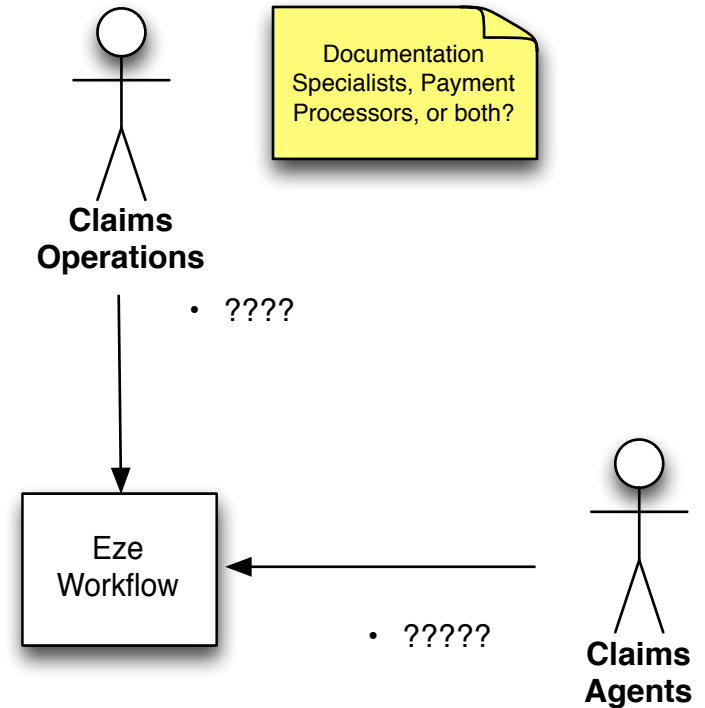 Documentation
Specialists, Payment
Processors, or both?
Claims
Operations
• ????
Eze
Workflow
• ?????
Claims
Agents